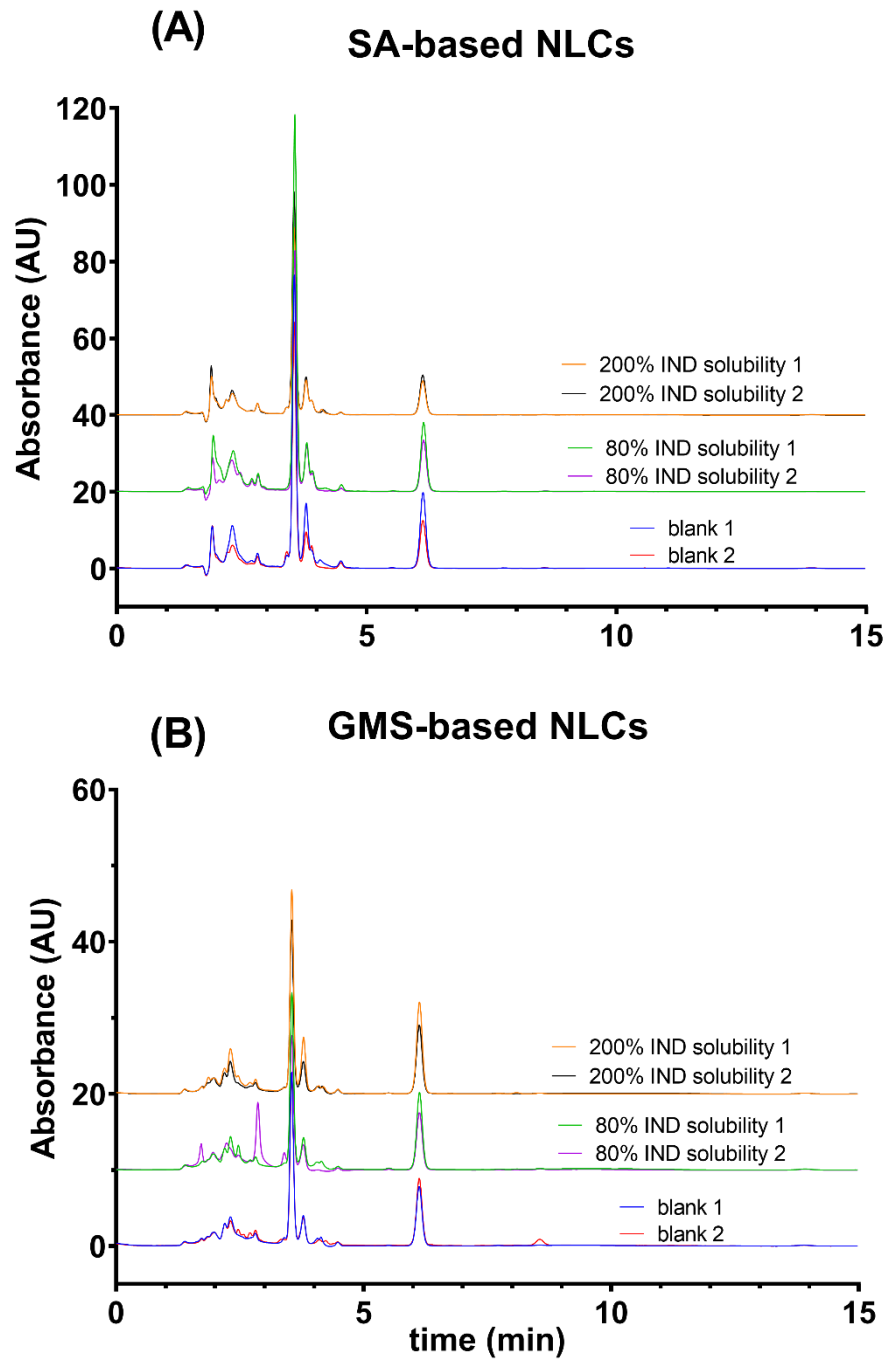 (A)
SA-based NLCs
Absorbance (AU)
120
100
80
60
40
20
0
200% IND solubility 1
200% IND solubility 2
80% IND solubility 1
80% IND solubility 2
blank 1
blank 2
0
5
10
15
(B)
GMS-based NLCs
Absorbance (AU)
60
40
20
0
200% IND solubility 1
200% IND solubility 2
80% IND solubility 1
80% IND solubility 2
blank 1
blank 2
0
5
10
15
time (min)